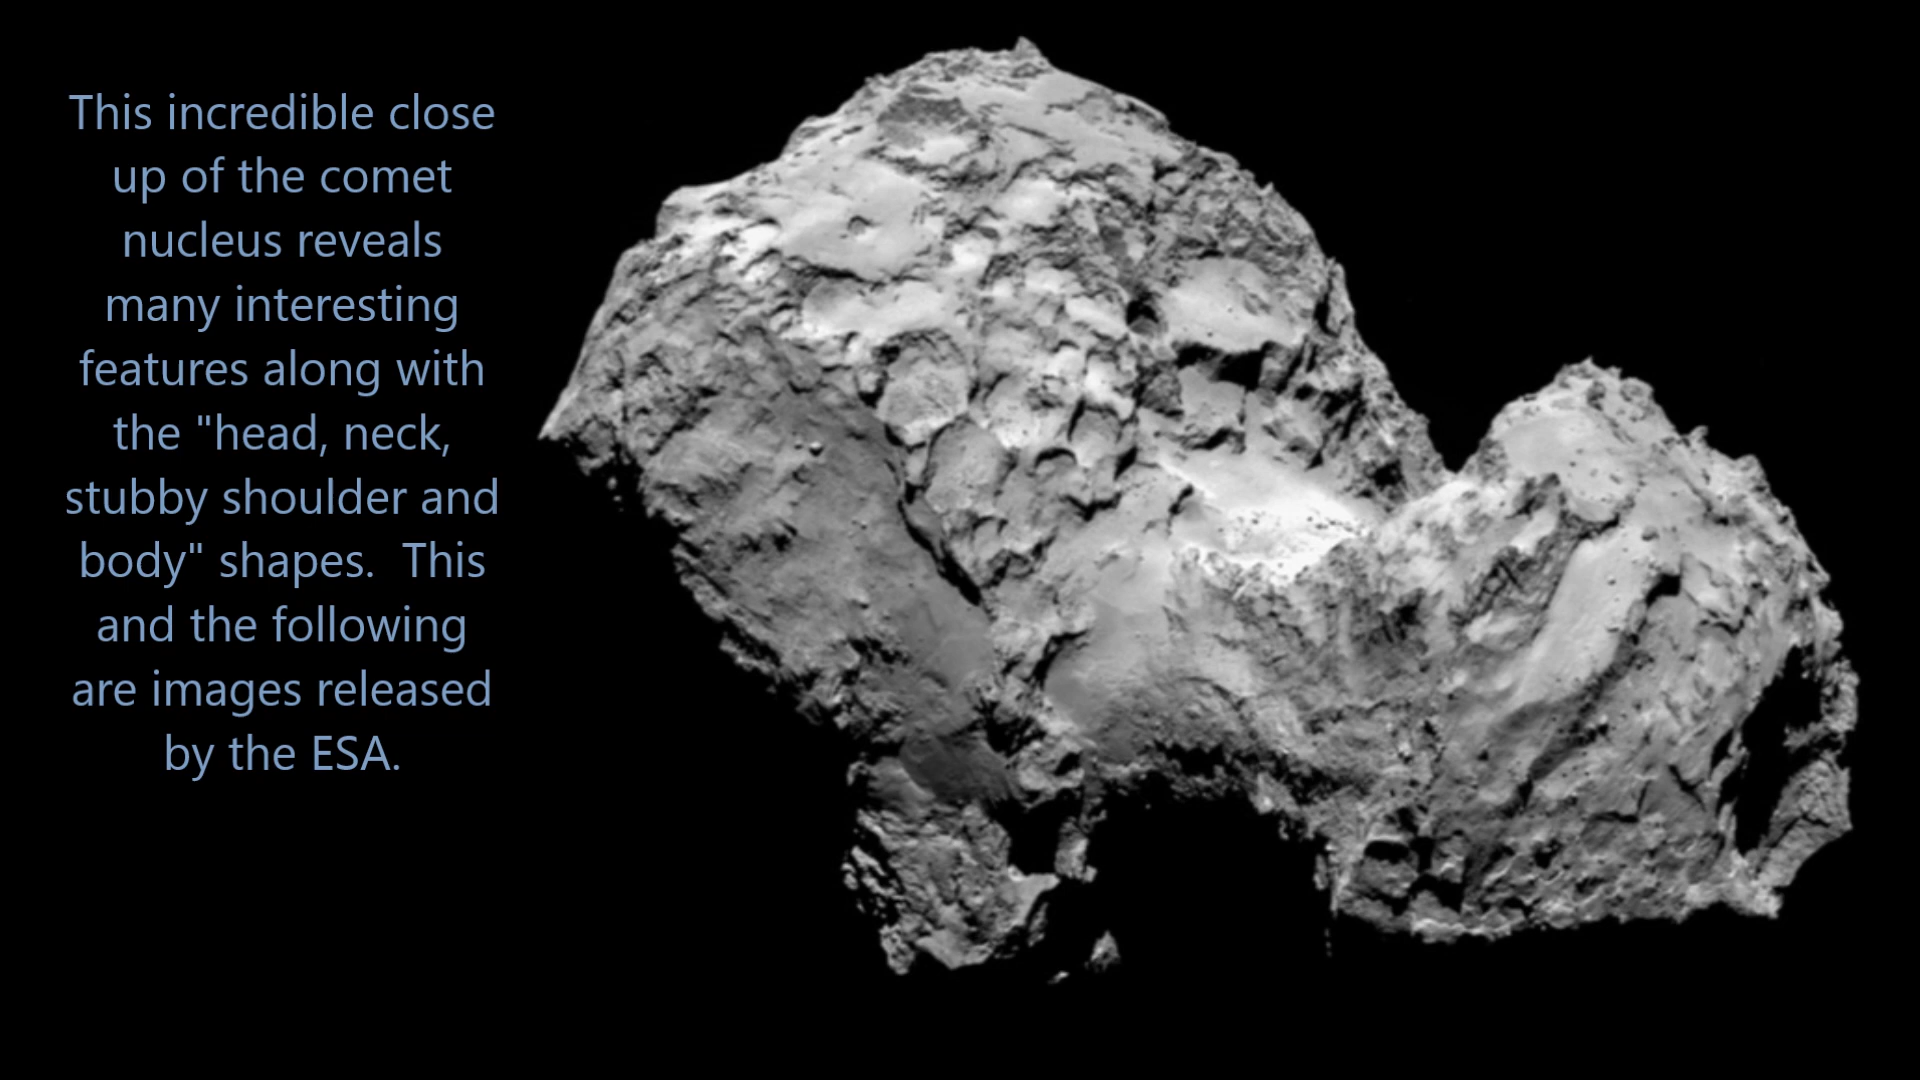 This incredible close
up of the comet
nucleus reveals
many interesting
features along with
the "head, neck,
stubby shoulder and
body" shapes.  This
and the following
are images released
by the ESA.